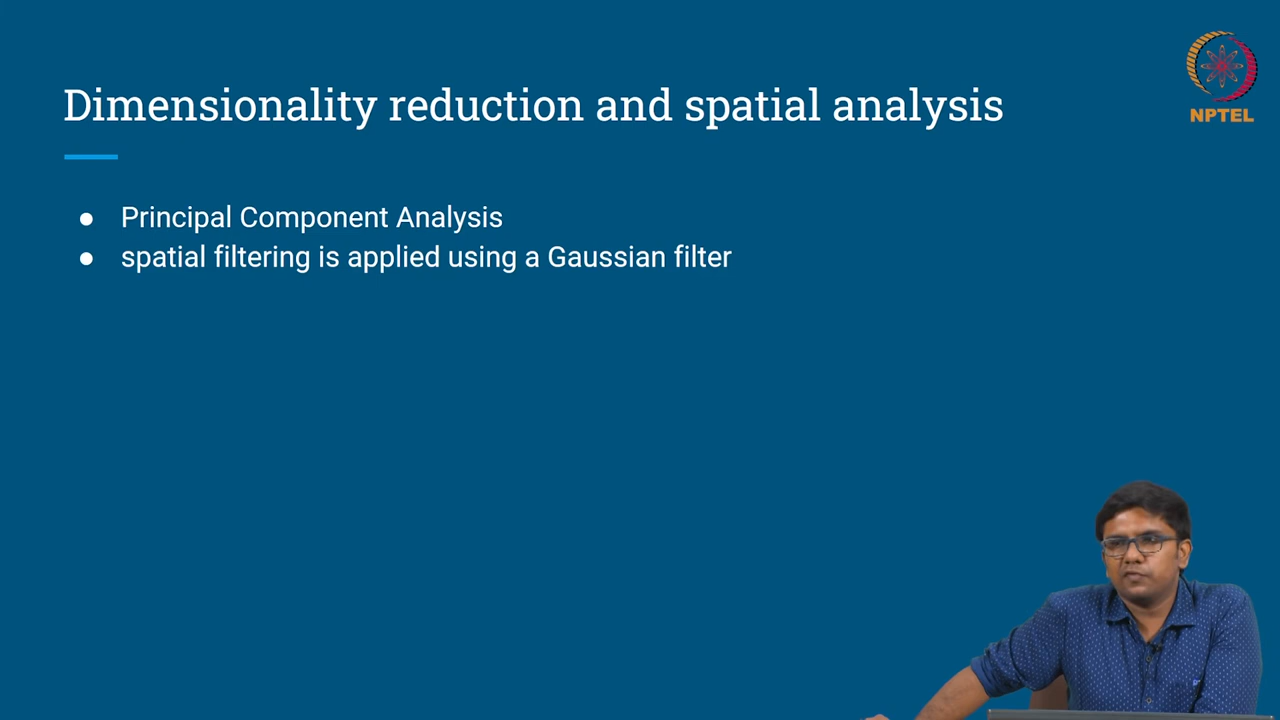 Dimensionality reduction and spatial analysis
NPTEL
● Principal Component Analysis
● spatial filtering is applied using a Gaussian filter